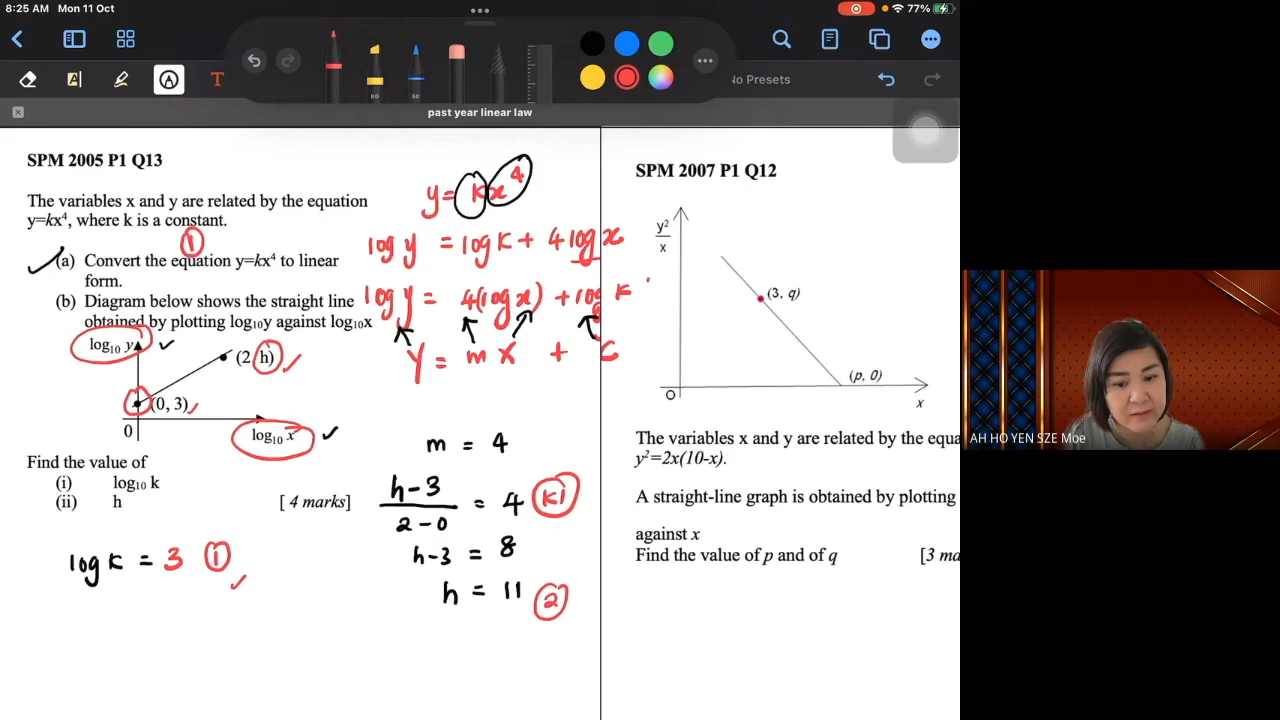 8:25 AM Mon 11 Oct
77%
T
80
50
No Presets
past year linear law
SPM 2005 P1 Q13
The variables x and y are related by the equation
y=kx⁴, where k is a constant.
①
(a) Convert the equation y=kx⁴ to linear
form.
(b) Diagram below shows the straight line
obtained by plotting log₁₀y against log₁₀x
log₁₀ y
(2, h)
(0, 3)
0
log₁₀ x
Find the value of
(i) log₁₀ k
(ii) h
[ 4 marks]
log k = 3 ①
y = kx⁴
log y = log k + 4 log x
log y = 4(log x) + log k
Y = m X + C
m = 4
h-3 / 2-0 = 4 K1
h-3 = 8
h = 11 ②
SPM 2007 P1 Q12
y²
x
(3, q)
(p, 0)
O
x
The variables x and y are related by the equa
y²=2x(10-x).
A straight-line graph is obtained by plotting
against x
Find the value of p and of q
[3 ma
AH HO YEN SZE Moe